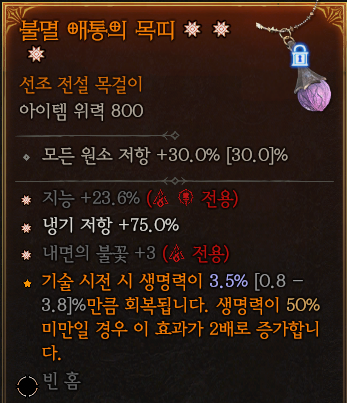 불멸 애통의 목띠
선조 전설 목걸이
아이템 위력 800
모든 원소 저항 +30.0% [30.0]%
지능 +23.6% ( 전용)
냉기 저항 +75.0%
내면의 불꽃 +3 ( 전용)
기술 시전 시 생명력이 3.5% [0.8 -
3.8]%만큼 회복됩니다. 생명력이 50%
미만일 경우 이 효과가 2배로 증가합니
다.
빈 홈